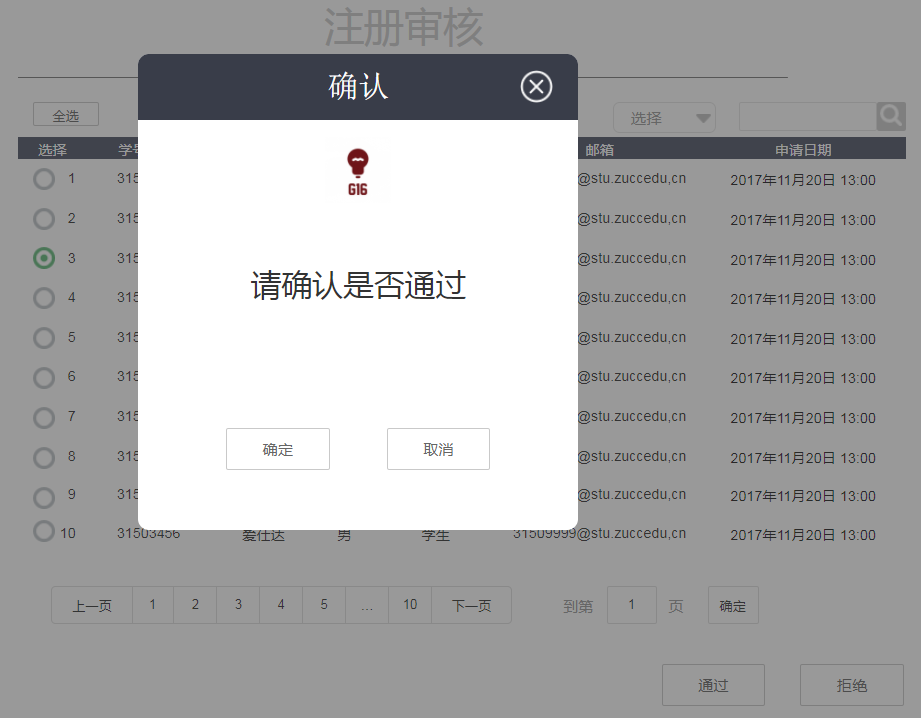 注册审核
确认
全选
选择
选择 学号 邮箱 申请日期
G16
1 315 @stu.zuccedu,cn 2017年11月20日 13:00
2 315 @stu.zuccedu,cn 2017年11月20日 13:00
请确认是否通过
3 315 @stu.zuccedu,cn 2017年11月20日 13:00
4 315 @stu.zuccedu,cn 2017年11月20日 13:00
5 315 @stu.zuccedu,cn 2017年11月20日 13:00
6 315 @stu.zuccedu,cn 2017年11月20日 13:00
7 315 @stu.zuccedu,cn 2017年11月20日 13:00
确定 取消
8 315 @stu.zuccedu,cn 2017年11月20日 13:00
9 315 @stu.zuccedu,cn 2017年11月20日 13:00
10 31503456 爱仕达 男 学生 31509999@stu.zuccedu,cn 2017年11月20日 13:00
上一页 1 2 3 4 5 ... 10 下一页 到第 1 页 确定
通过 拒绝